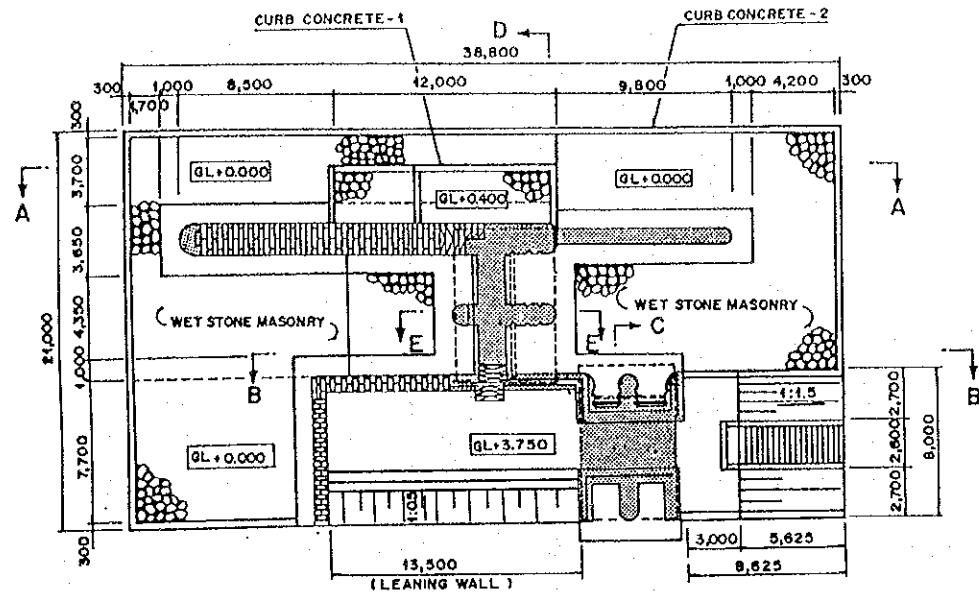 CURB CONCRETE-1
CURB CONCRETE-2
D
38,800
300 1,000 8,500 12,000 9,800 1,000 4,200 300
1,700
300
3,700
3,650
4,350
1,000
7,700
300
21,000
A
A
GL+0.000
GL+0.400
GL+0.000
WET STONE MASONRY
WET STONE MASONRY
E
E
C
B
B
GL+0.000
GL+3.750
1:0.5
1:1.5
2,700
2,600
2,700
8,000
3,000 5,625
8,625
13,500
(LEANING WALL)